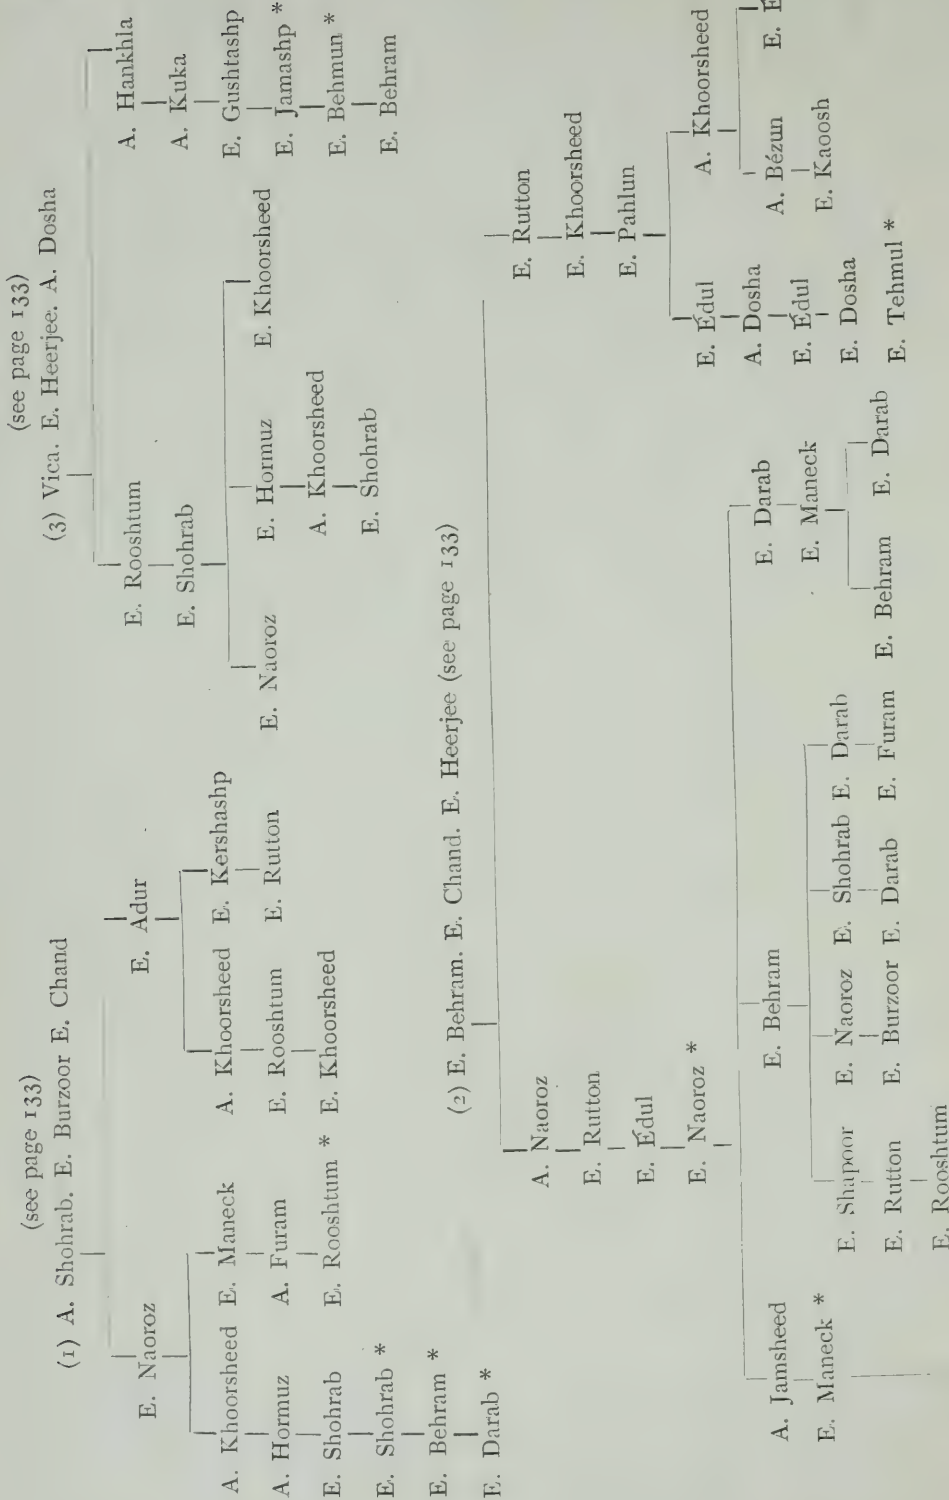 (see page 133)
(1) A. Shohrab. E. Burzoor E. Chand
E. Naoroz E. Adur
A. Khoorsheed E. Maneck A. Khoorsheed E. Kershashp
A. Hormuz A. Furam E. Rooshtum E. Rutton
E. Shohrab E. Rooshtum * E. Khoorsheed
E. Shohrab *
E. Behram *
E. Darab *
(see page 133)
(3) Vica. E. Heerjee. A. Dosha
E. Rooshtum A. Hankhla
E. Shohrab A. Kuka
E. Gushtashp
E. Naoroz E. Hormuz E. Khoorsheed E. Jamashp *
A. Khoorsheed E. Behmun *
E. Shohrab E. Behram
(2) E. Behram. E. Chand. E. Heerjee (see page 133)
A. Naoroz E. Rutton
E. Rutton E. Khoorsheed
E. Édul E. Pahlun
E. Naoroz *
E. Édul A. Khoorsheed
A. Dosha
A. Jamsheed E. Behram E. Darab E. Édul A. Bézun E.
E. Maneck * E. Maneck E. Dosha E. Kaoosh
E. Shapoor E. Naoroz E. Shohrab E. Darab
E. Rutton E. Burzoor E. Darab E. Furam E. Behram E. Darab E. Tehmul *
E. Rooshtum